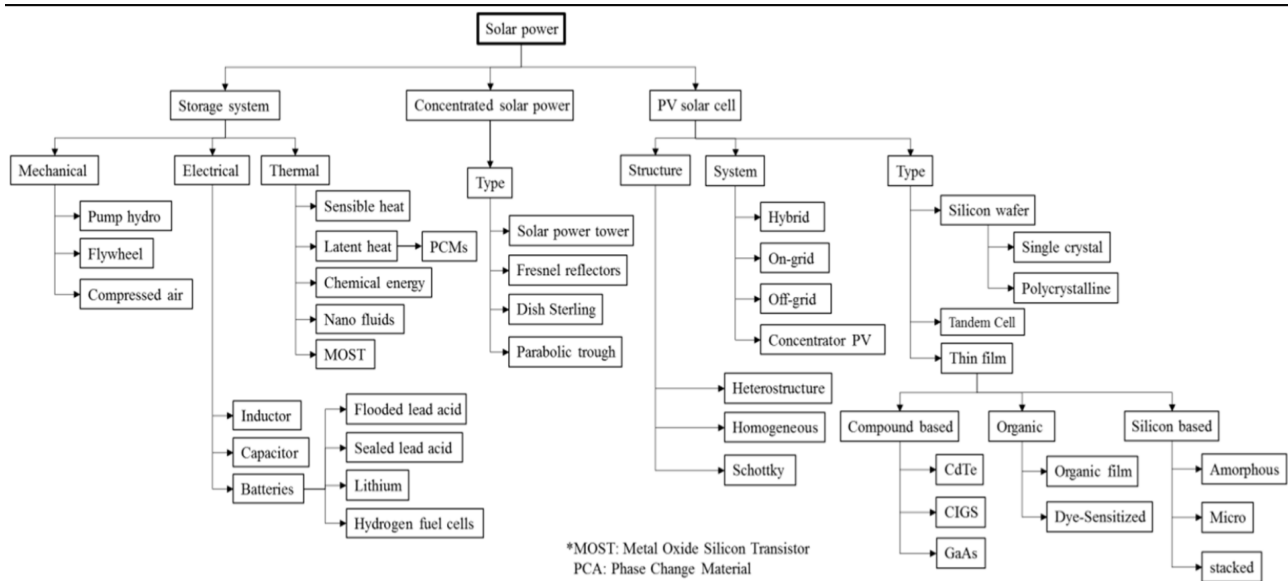 Solar power
Storage system
Concentrated solar power
PV solar cell
Mechanical
Electrical
Thermal
Type
Structure
System
Type
Pump hydro
Flywheel
Compressed air
Sensible heat
Latent heat
PCMs
Chemical energy
Nano fluids
MOST
Inductor
Capacitor
Batteries
Flooded lead acid
Sealed lead acid
Lithium
Hydrogen fuel cells
Solar power tower
Fresnel reflectors
Dish Sterling
Parabolic trough
Heterostructure
Homogeneous
Schottky
Hybrid
On-grid
Off-grid
Concentrator PV
Silicon wafer
Single crystal
Polycrystalline
Tandem Cell
Thin film
Compound based
Organic
Silicon based
CdTe
CIGS
GaAs
Organic film
Dye-Sensitized
Amorphous
Micro
stacked
*MOST: Metal Oxide Silicon Transistor
PCA: Phase Change Material